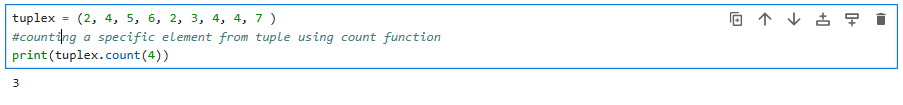 tuplex = (2, 4, 5, 6, 2, 3, 4, 4, 7 )
#counting a specific element from tuple using count function
print(tuplex.count(4))
3